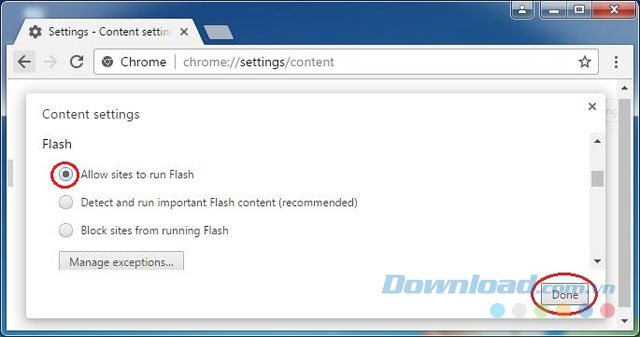 Settings - Content settin
Chrome
chrome://settings/content
Content settings
Flash
Allow sites to run Flash
Detect and run important Flash content (recommended)
Block sites from running Flash
Manage exceptions...
Download.com.vn
Done